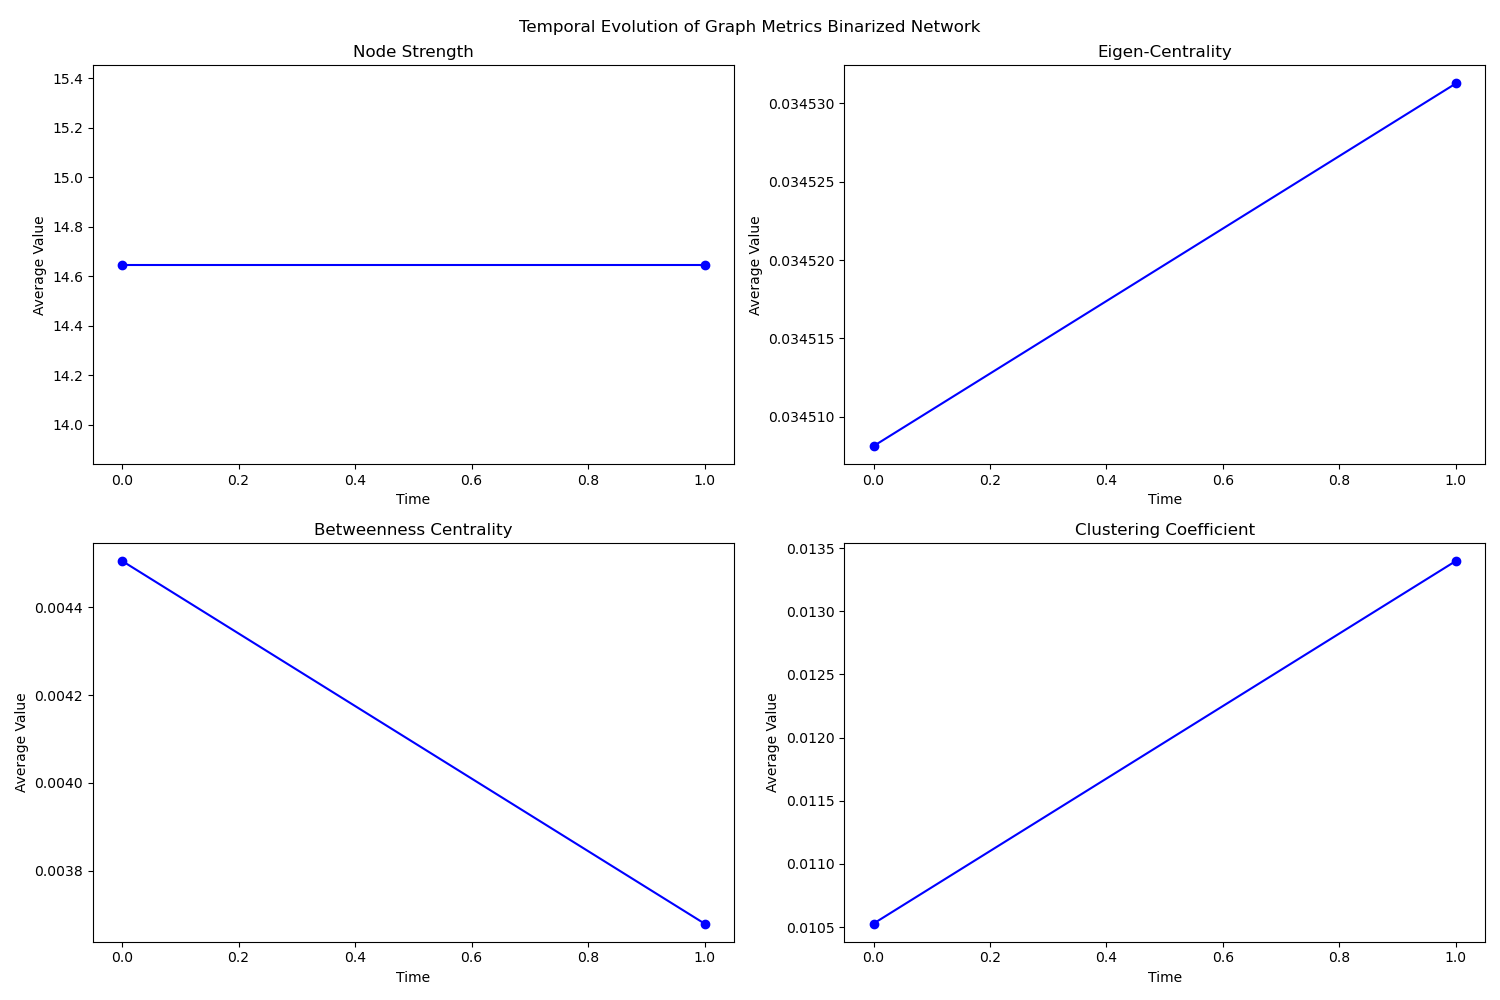 Temporal Evolution of Graph Metrics Binarized Network
Node Strength
15.4
15.2
15.0
14.8
14.6
14.4
14.2
14.0
Average Value
0.0 0.2 0.4 0.6 0.8 1.0
Time
Eigen-Centrality
0.034530
0.034525
0.034520
0.034515
0.034510
Average Value
0.0 0.2 0.4 0.6 0.8 1.0
Time
Betweenness Centrality
0.0044
0.0042
0.0040
0.0038
Average Value
0.0 0.2 0.4 0.6 0.8 1.0
Time
Clustering Coefficient
0.0135
0.0130
0.0125
0.0120
0.0115
0.0110
0.0105
Average Value
0.0 0.2 0.4 0.6 0.8 1.0
Time